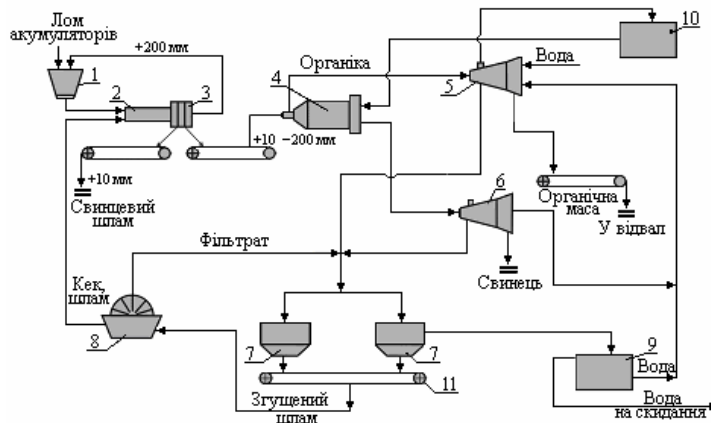 Лом
акумуляторів
+200 мм
1
2
3
4
Органіка
5
Вода
10
+10 −200 мм
+10 мм
Свинцевий
шлам
6
Органічна
маса
У відвал
Свинець
Фільтрат
Кек,
шлам
8
7
7
9
Вода
11
Згущений
шлам
Вода
на скидання